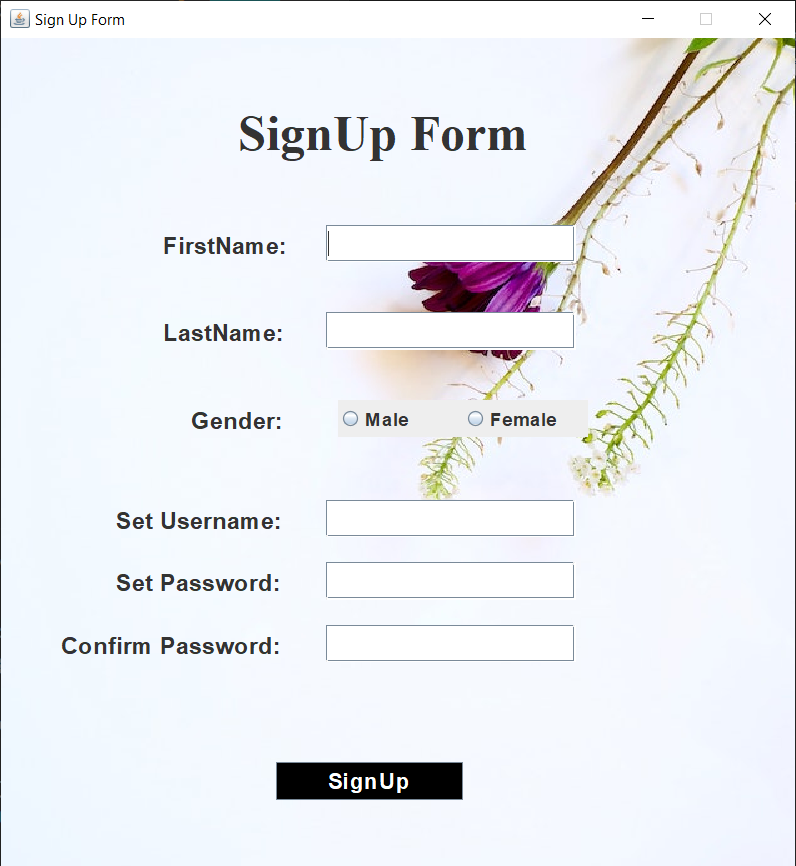 Sign Up Form
SignUp Form
FirstName:
LastName:
Gender: Male Female
Set Username:
Set Password:
Confirm Password:
SignUp